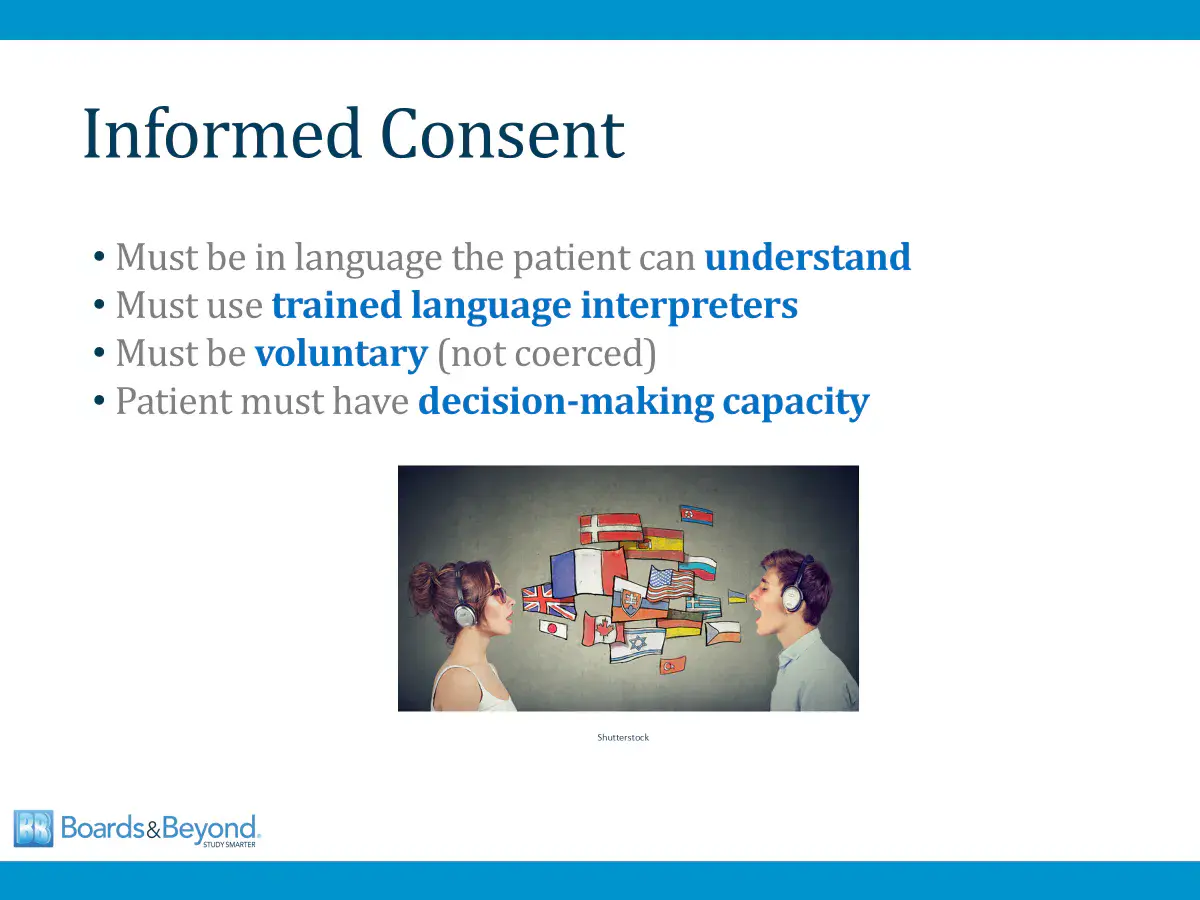 Informed Consent
• Must be in language the patient can understand
• Must use trained language interpreters
• Must be voluntary (not coerced)
• Patient must have decision-making capacity
Shutterstock
BB Boards&Beyond®
STUDY SMARTER